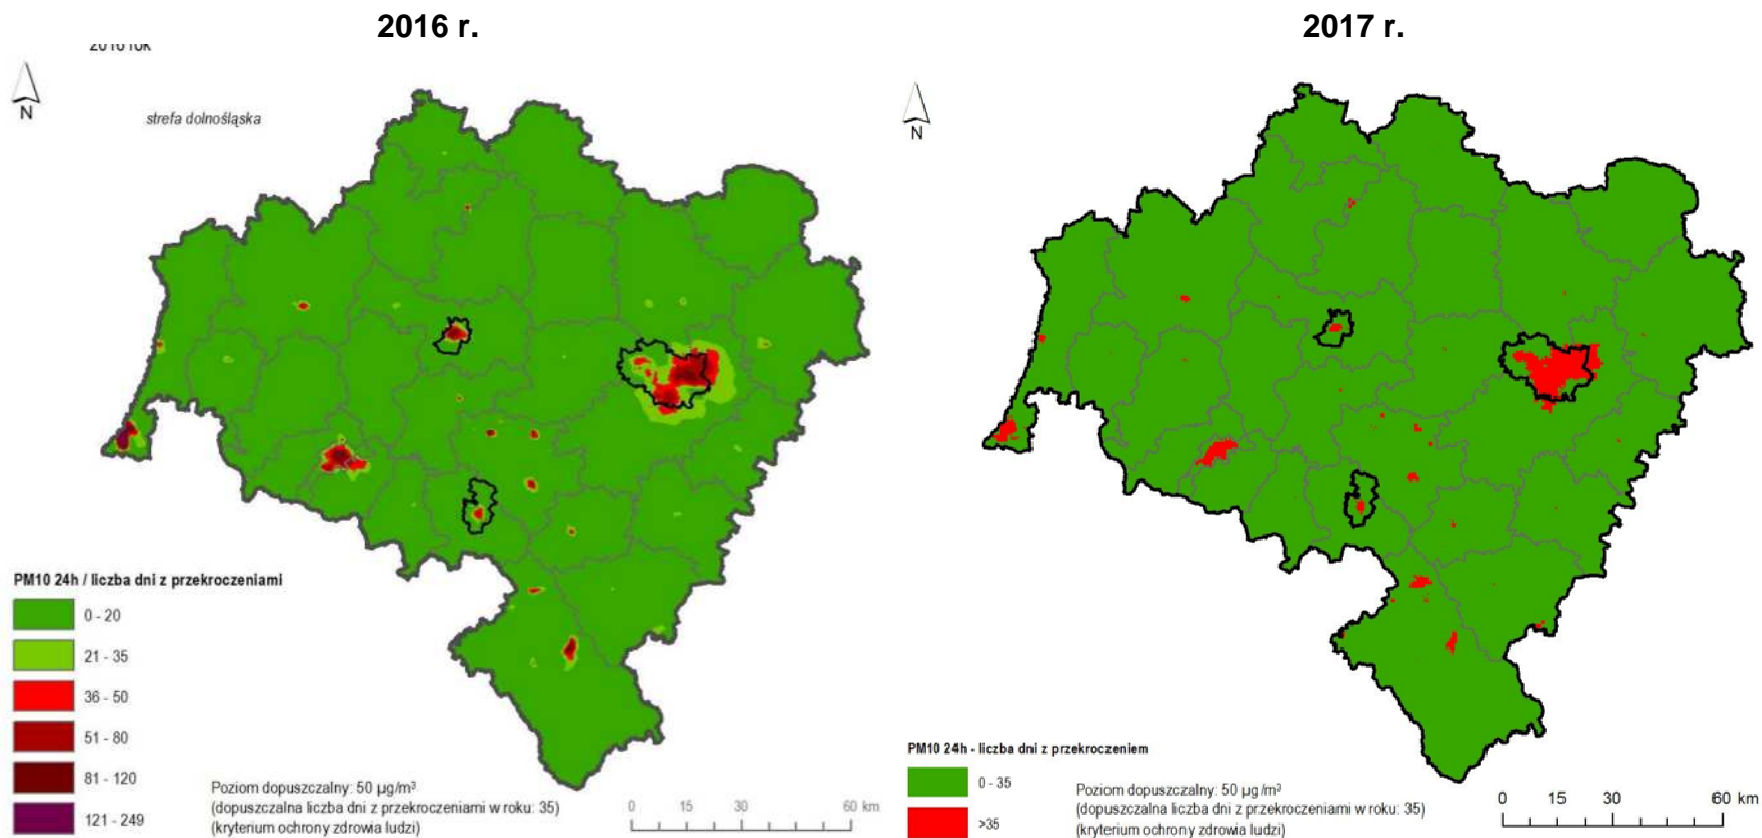 2016 r.
2017 r.
2016 rok
N
strefa dolnośląska
N
PM10 24h / liczba dni z przekroczeniami
0 - 20
21 - 35
36 - 50
51 - 80
81 - 120
121 - 249
Poziom dopuszczalny: 50 µg/m³
(dopuszczalna liczba dni z przekroczeniami w roku: 35)
(kryterium ochrony zdrowia ludzi)
0 15 30 60 km
PM10 24h - liczba dni z przekroczeniem
0 - 35
>35
Poziom dopuszczalny: 50 µg/m³
(dopuszczalna liczba dni z przekroczeniami w roku: 35)
(kryterium ochrony zdrowia ludzi)
0 15 30 60 km